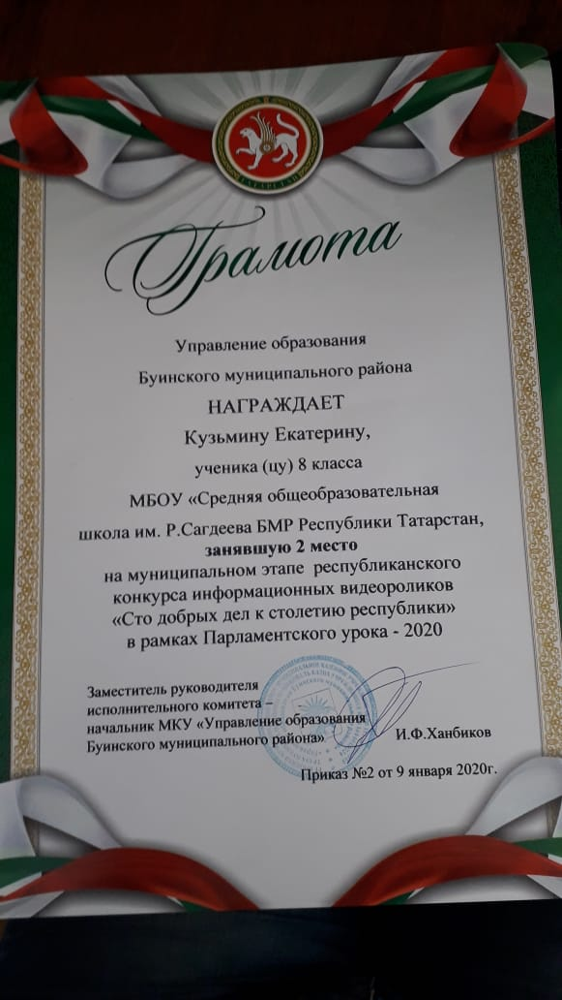 ТАТАРСТАН
Грамота
Управление образования
Буинского муниципального района
НАГРАЖДАЕТ
Кузьмину Екатерину,
ученика (цу) 8 класса
МБОУ «Средняя общеобразовательная
школа им. Р.Сагдеева БМР Республики Татарстан,
занявшую 2 место
на муниципальном этапе республиканского
конкурса информационных видеороликов
«Сто добрых дел к столетию республики»
в рамках Парламентского урока - 2020
Заместитель руководителя
исполнительного комитета –
начальник МКУ «Управление образования
Буинского муниципального района»
И.Ф.Ханбиков
Приказ №2 от 9 января 2020г.